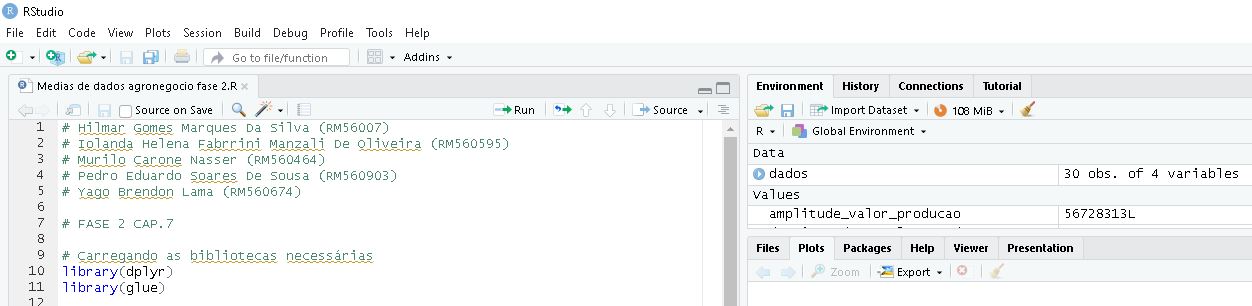 RStudio
File Edit Code View Plots Session Build Debug Profile Tools Help
Go to file/function Addins
Medias de dados agronegocio fase 2.R
Source on Save Run Source
1 # Hilmar Gomes Marques Da Silva (RM56007)
2 # Iolanda Helena Fabrrini Manzali De Oliveira (RM560595)
3 # Murilo Carone Nasser (RM560464)
4 # Pedro Eduardo Soares De Sousa (RM560903)
5 # Yago Brendon Lama (RM560674)
6
7 # FASE 2 CAP.7
8
9 # Carregando as bibliotecas necessárias
10 library(dplyr)
11 library(glue)
12
Environment History Connections Tutorial
Import Dataset 108 MiB
R Global Environment
Data
dados 30 obs. of 4 variables
Values
amplitude_valor_producao 56728313L
Files Plots Packages Help Viewer Presentation
Zoom Export